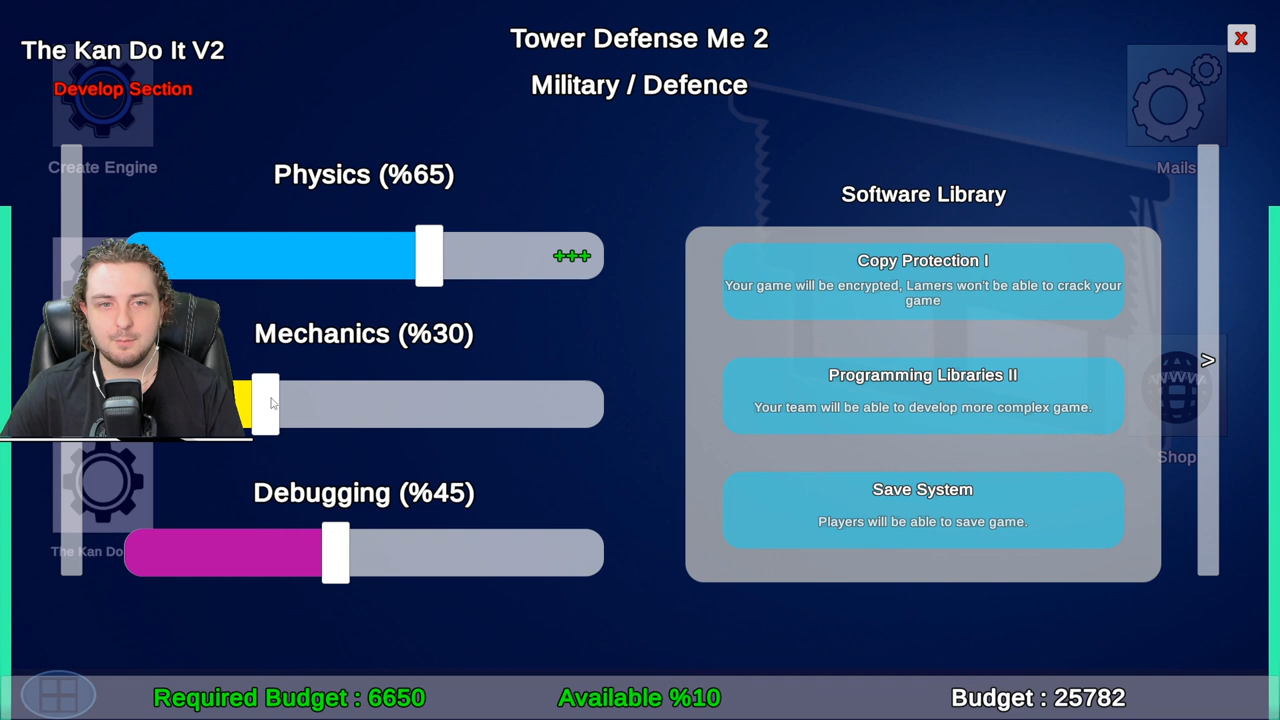 The Kan Do It V2
Develop Section
Tower Defense Me 2
Military / Defence
X
Create Engine
Mails
Physics (%65)
+++
Mechanics (%30)
Debugging (%45)
The Kan Do
Software Library
Copy Protection I
Your game will be encrypted, Lamers won't be able to crack your
game
Programming Libraries II
Your team will be able to develop more complex game.
Save System
Players will be able to save game.
>
Shop
Required Budget : 6650
Available %10
Budget : 25782